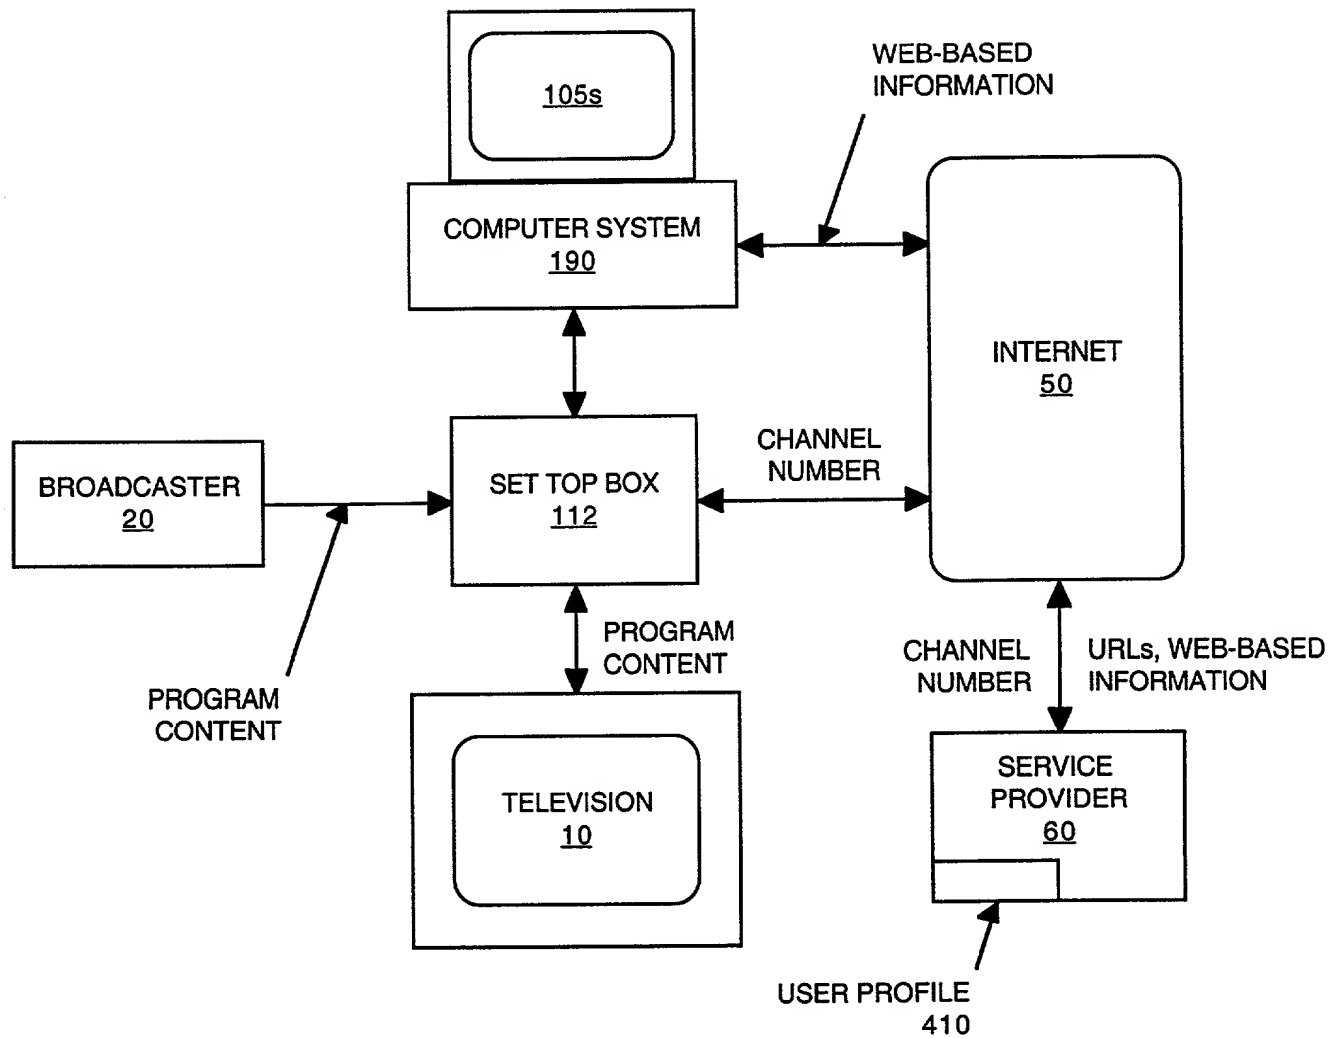 105s
WEB-BASED
INFORMATION
COMPUTER SYSTEM
190
INTERNET
50
BROADCASTER
20
SET TOP BOX
112
CHANNEL
NUMBER
PROGRAM
CONTENT
PROGRAM
CONTENT
CHANNEL
NUMBER
URLs, WEB-BASED
INFORMATION
TELEVISION
10
SERVICE
PROVIDER
60
USER PROFILE
410